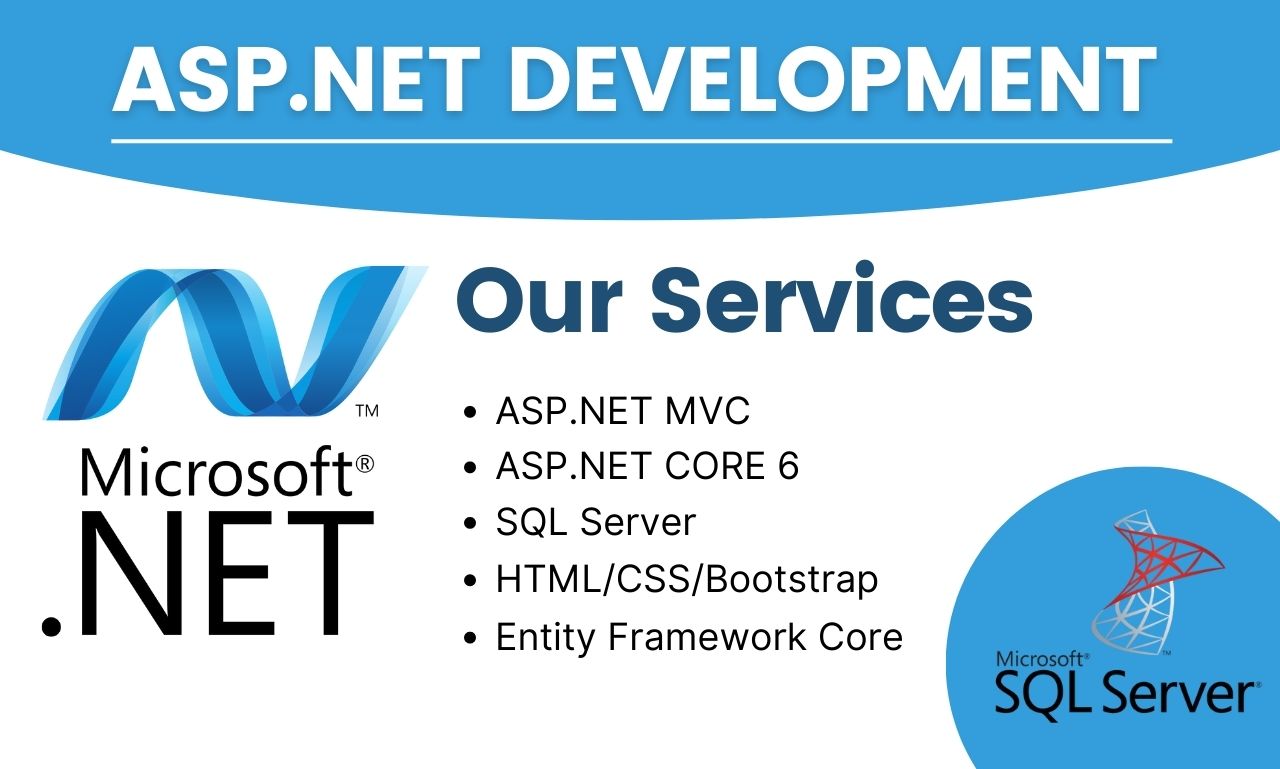 ASP.NET DEVELOPMENT
Our Services
TM
Microsoft®
.NET
• ASP.NET MVC
• ASP.NET CORE 6
• SQL Server
• HTML/CSS/Bootstrap
• Entity Framework Core
TM
Microsoft®
SQL Server®